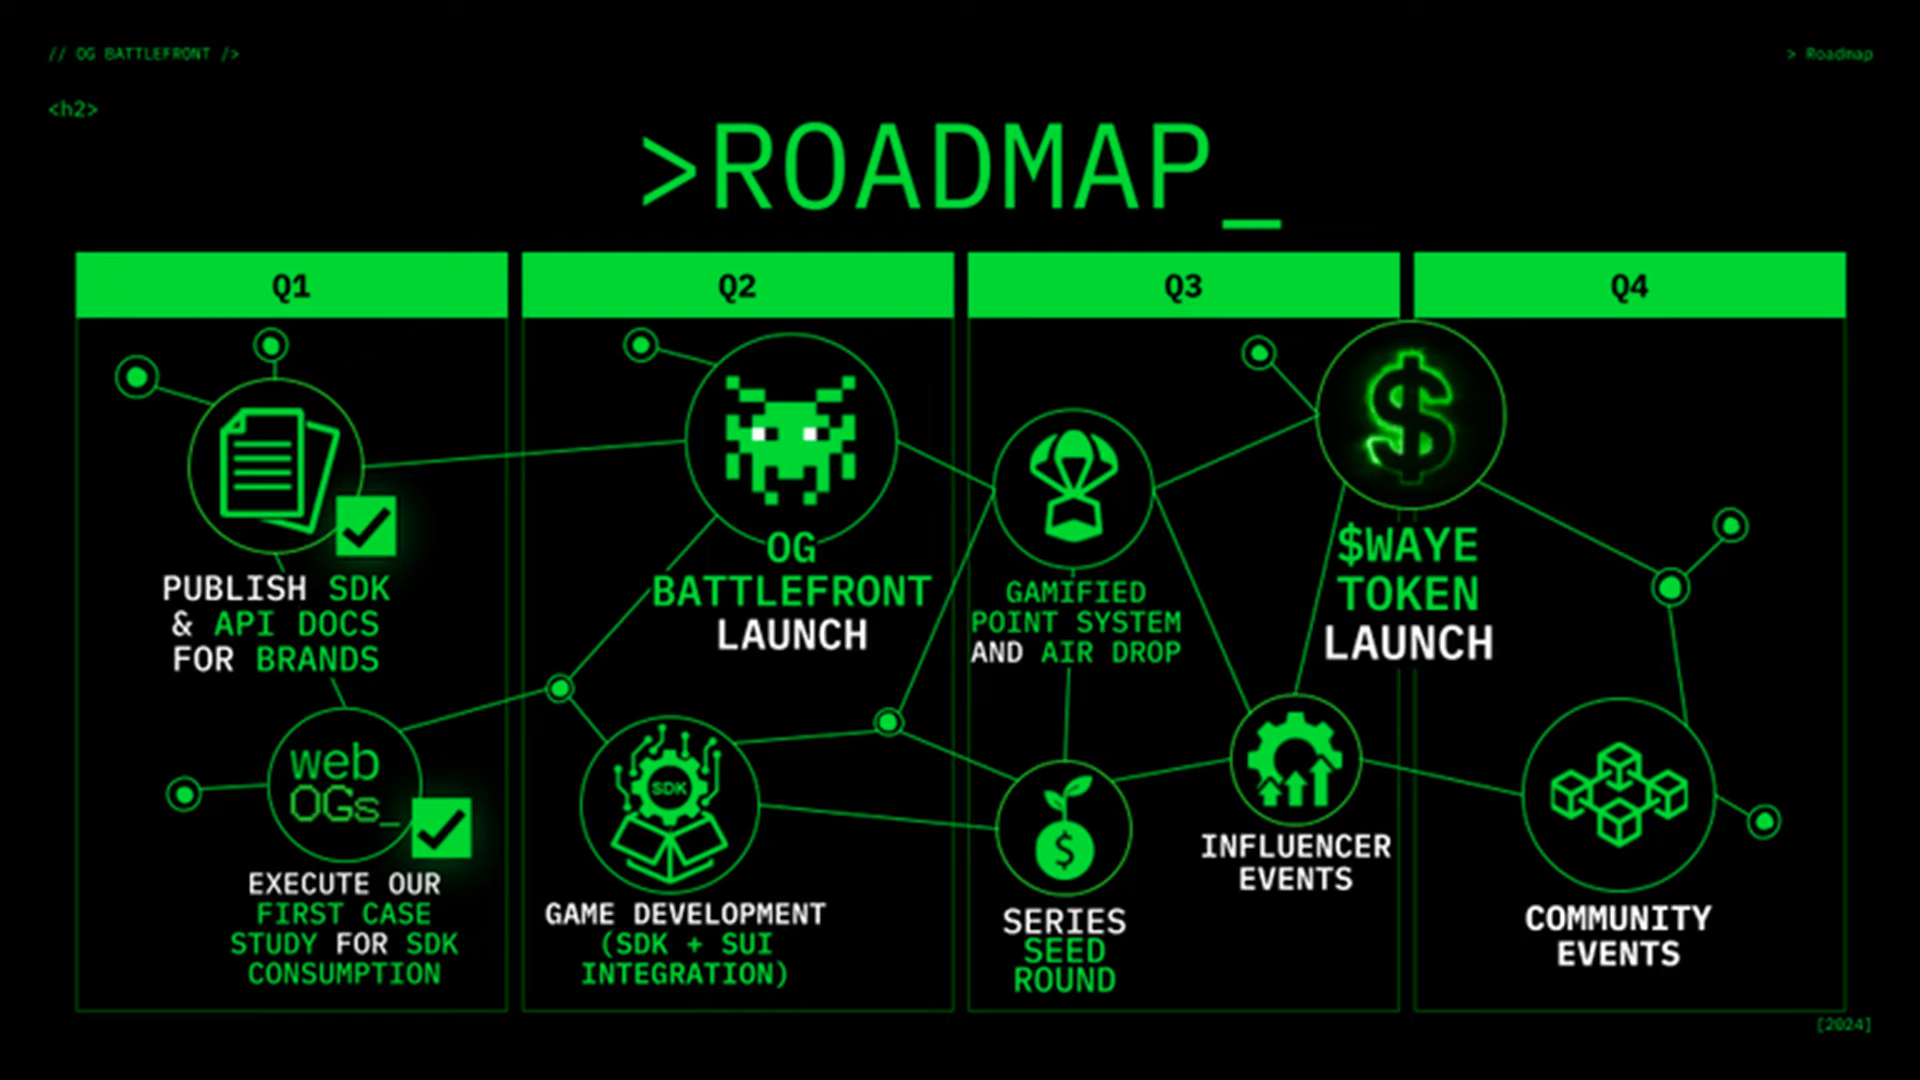 // OG BATTLEFRONT />
> Roadmap
<h2>
>ROADMAP_
Q1
PUBLISH SDK
& API DOCS
FOR BRANDS
web
OGs_
EXECUTE OUR
FIRST CASE
STUDY FOR SDK
CONSUMPTION
Q2
OG
BATTLEFRONT
LAUNCH
SDK
GAME DEVELOPMENT
(SDK + SUI
INTEGRATION)
Q3
GAMIFIED
POINT SYSTEM
AND AIR DROP
$
SERIES
SEED
ROUND
INFLUENCER
EVENTS
$
$WAYE
TOKEN
LAUNCH
Q4
COMMUNITY
EVENTS
[2024]